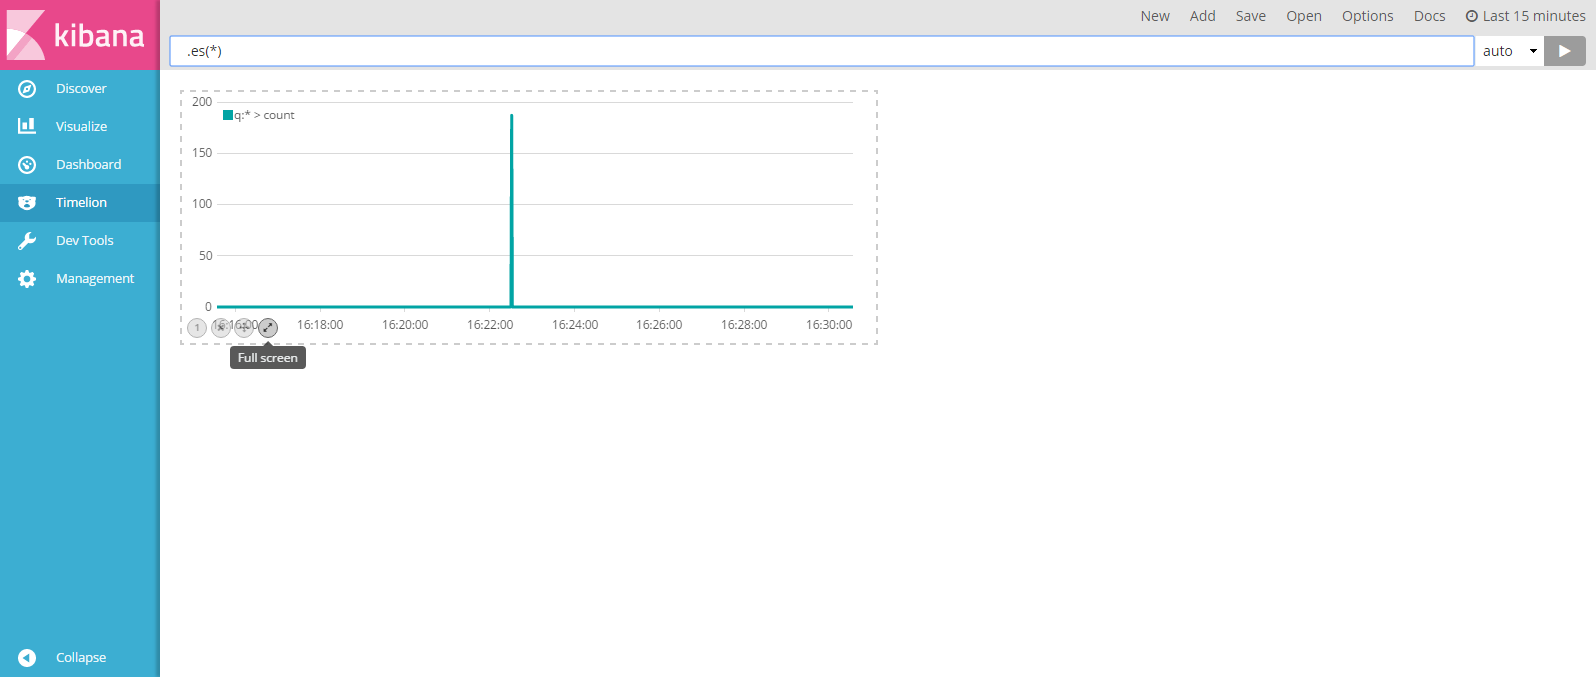 kibana
New Add Save Open Options Docs Last 15 minutes
.es(*)
auto
Discover
Visualize
Dashboard
Timelion
Dev Tools
Management
Collapse
q:* > count
200
150
100
50
0
16:16:00 16:18:00 16:20:00 16:22:00 16:24:00 16:26:00 16:28:00 16:30:00
1
Full screen